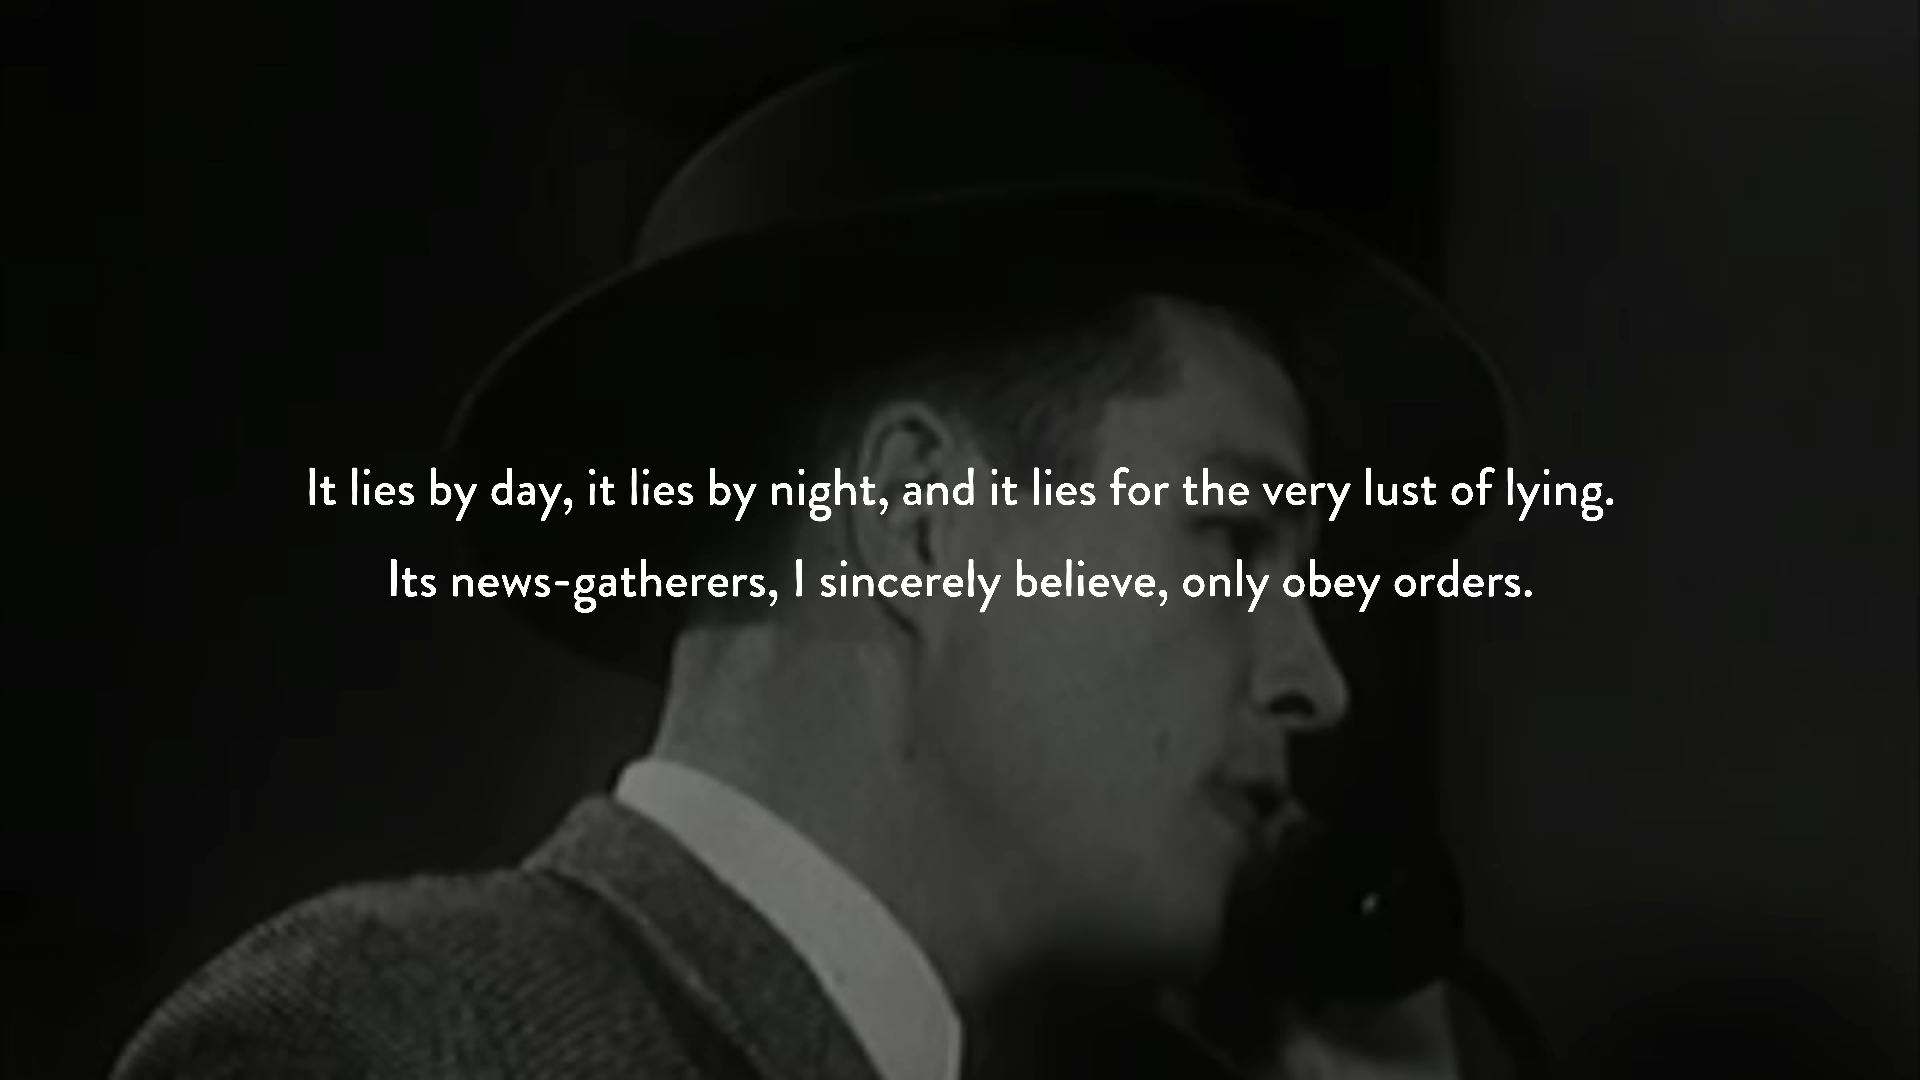 It lies by day, it lies by night, and it lies for the very lust of lying.
Its news-gatherers, I sincerely believe, only obey orders.